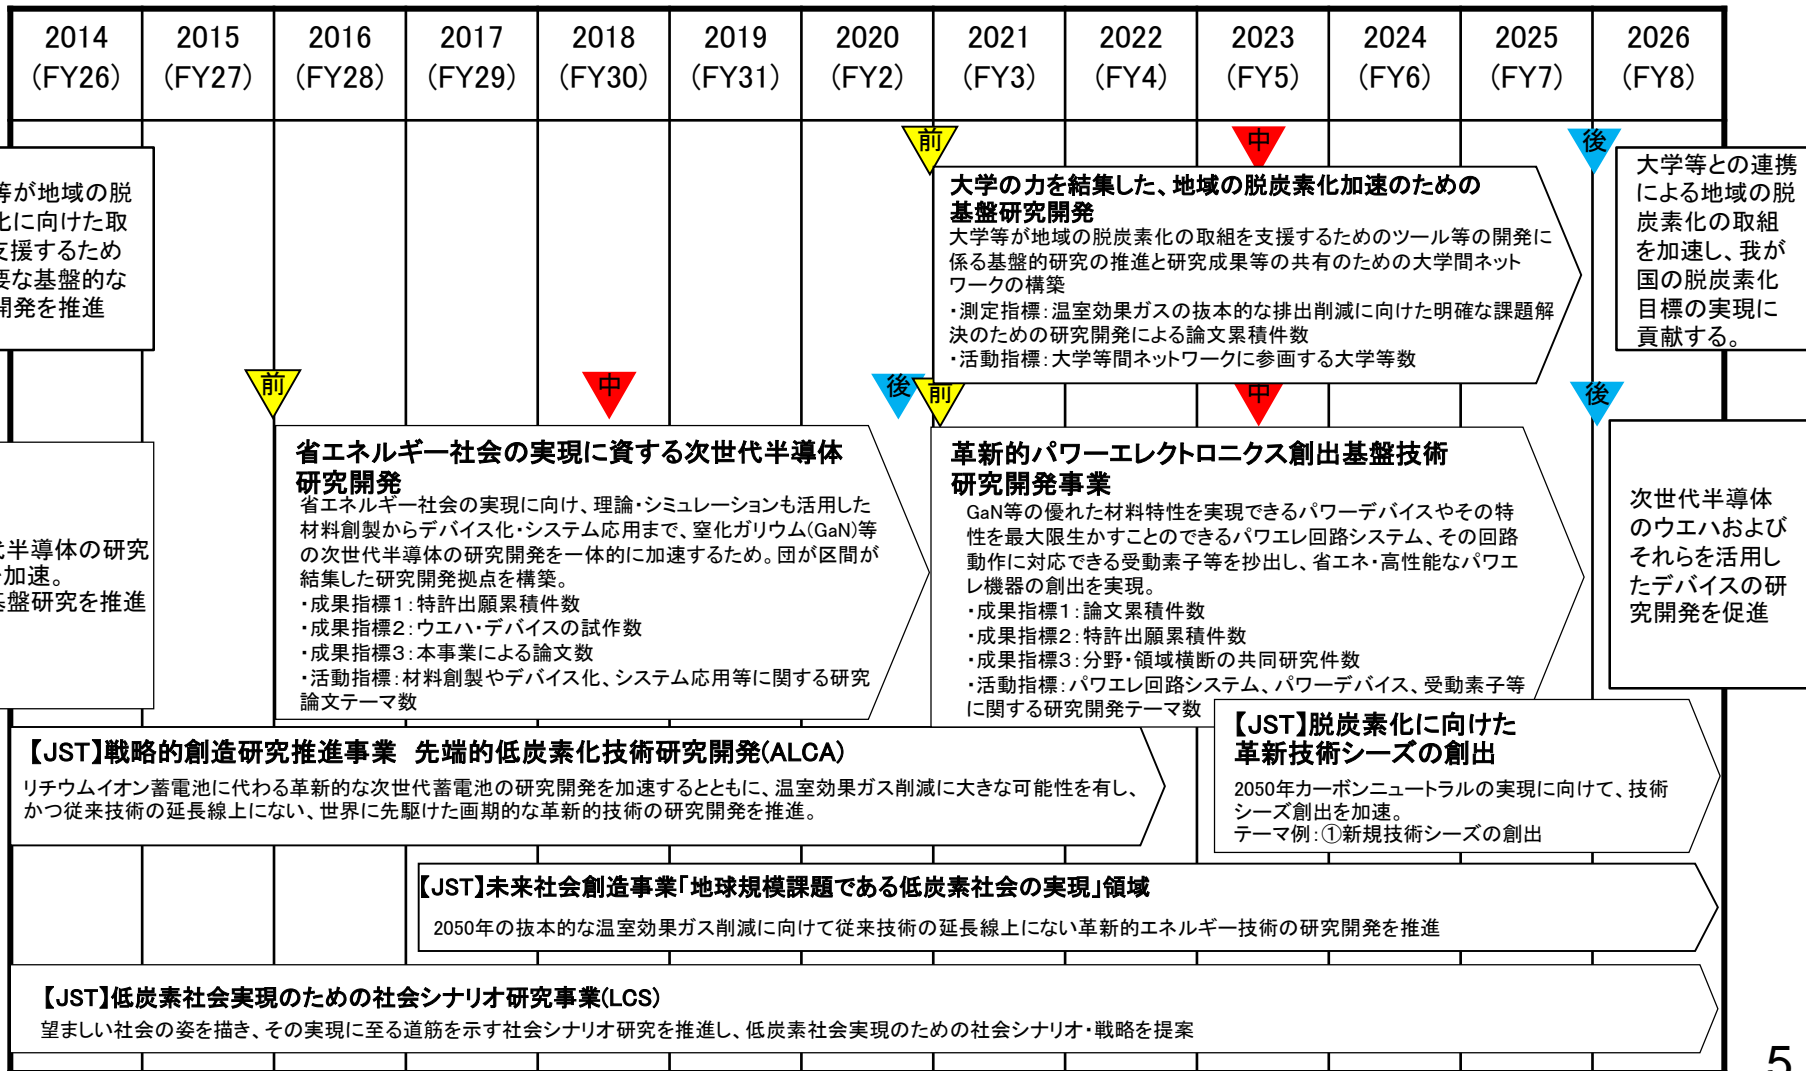 2014 2015 2016 2017 2018 2019 2020 2021 2022 2023 2024 2025 2026
(FY26) (FY27) (FY28) (FY29) (FY30) (FY31) (FY2) (FY3) (FY4) (FY5) (FY6) (FY7) (FY8)
前 中 後
等が地域の脱
化に向けた取
支援するため
要な基盤的な
開発を推進
大学の力を結集した、地域の脱炭素化加速のための
基盤研究開発
大学等が地域の脱炭素化の取組を支援するためのツール等の開発に
係る基盤的研究の推進と研究成果等の共有のための大学間ネット
ワークの構築
・測定指標：温室効果ガスの抜本的な排出削減に向けた明確な課題解
決のための研究開発による論文累積件数
・活動指標：大学等間ネットワークに参画する大学等数
大学等との連携
による地域の脱
炭素化の取組
を加速し、我が
国の脱炭素化
目標の実現に
貢献する。
前 中 後 前 中 後
代半導体の研究
を加速。
基盤研究を推進
省エネルギー社会の実現に資する次世代半導体
研究開発
省エネルギー社会の実現に向け、理論・シミュレーションも活用した
材料創製からデバイス化・システム応用まで、窒化ガリウム(GaN)等
の次世代半導体の研究開発を一体的に加速するため。団が区間が
結集した研究開発拠点を構築。
・成果指標１：特許出願累積件数
・成果指標２：ウエハ・デバイスの試作数
・成果指標３：本事業による論文数
・活動指標：材料創製やデバイス化、システム応用等に関する研究
論文テーマ数
革新的パワーエレクトロニクス創出基盤技術
研究開発事業
GaN等の優れた材料特性を実現できるパワーデバイスやその特
性を最大限生かすことのできるパワエレ回路システム、その回路
動作に対応できる受動素子等を抄出し、省エネ・高性能なパワエ
レ機器の創出を実現。
・成果指標１：論文累積件数
・成果指標２：特許出願累積件数
・成果指標３：分野・領域横断の共同研究件数
・活動指標：パワエレ回路システム、パワーデバイス、受動素子等
に関する研究開発テーマ数
次世代半導体
のウエハおよび
それらを活用し
たデバイスの研
究開発を促進
【JST】戦略的創造研究推進事業　先端的低炭素化技術研究開発(ALCA)
リチウムイオン蓄電池に代わる革新的な次世代蓄電池の研究開発を加速するとともに、温室効果ガス削減に大きな可能性を有し、
かつ従来技術の延長線上にない、世界に先駆けた画期的な革新的技術の研究開発を推進。
【JST】脱炭素化に向けた
革新技術シーズの創出
2050年カーボンニュートラルの実現に向けて、技術
シーズ創出を加速。
テーマ例：①新規技術シーズの創出
【JST】未来社会創造事業「地球規模課題である低炭素社会の実現」領域
2050年の抜本的な温室効果ガス削減に向けて従来技術の延長線上にない革新的エネルギー技術の研究開発を推進
【JST】低炭素社会実現のための社会シナリオ研究事業(LCS)
望ましい社会の姿を描き、その実現に至る道筋を示す社会シナリオ研究を推進し、低炭素社会実現のための社会シナリオ・戦略を提案
5